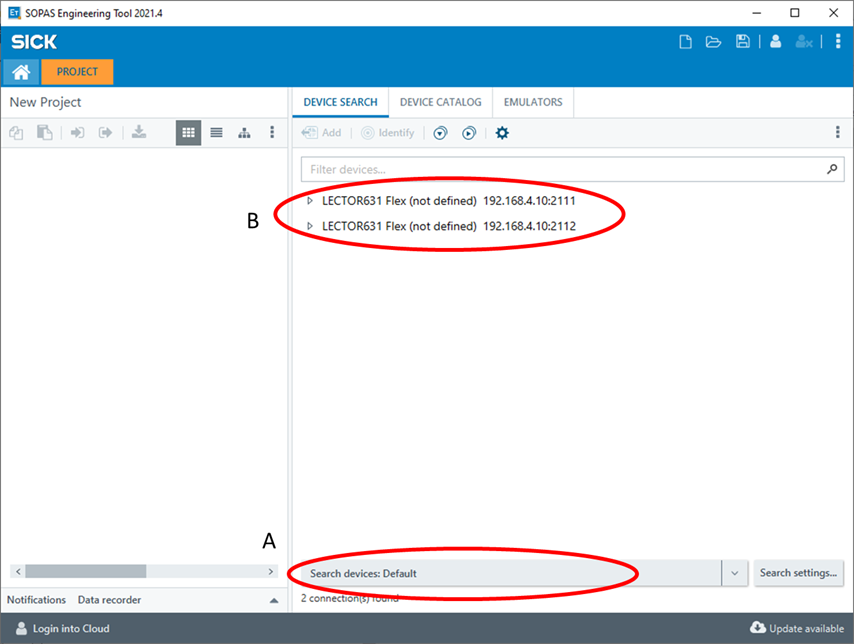 SOPAS Engineering Tool 2021.4
SICK
PROJECT
New Project
DEVICE SEARCH DEVICE CATALOG EMULATORS
Add Identify
Filter devices...
LECTOR631 Flex (not defined) 192.168.4.10:2111
B
LECTOR631 Flex (not defined) 192.168.4.10:2112
A
Search devices: Default Search settings...
Notifications Data recorder 2 connection(s) found
Login into Cloud Update available